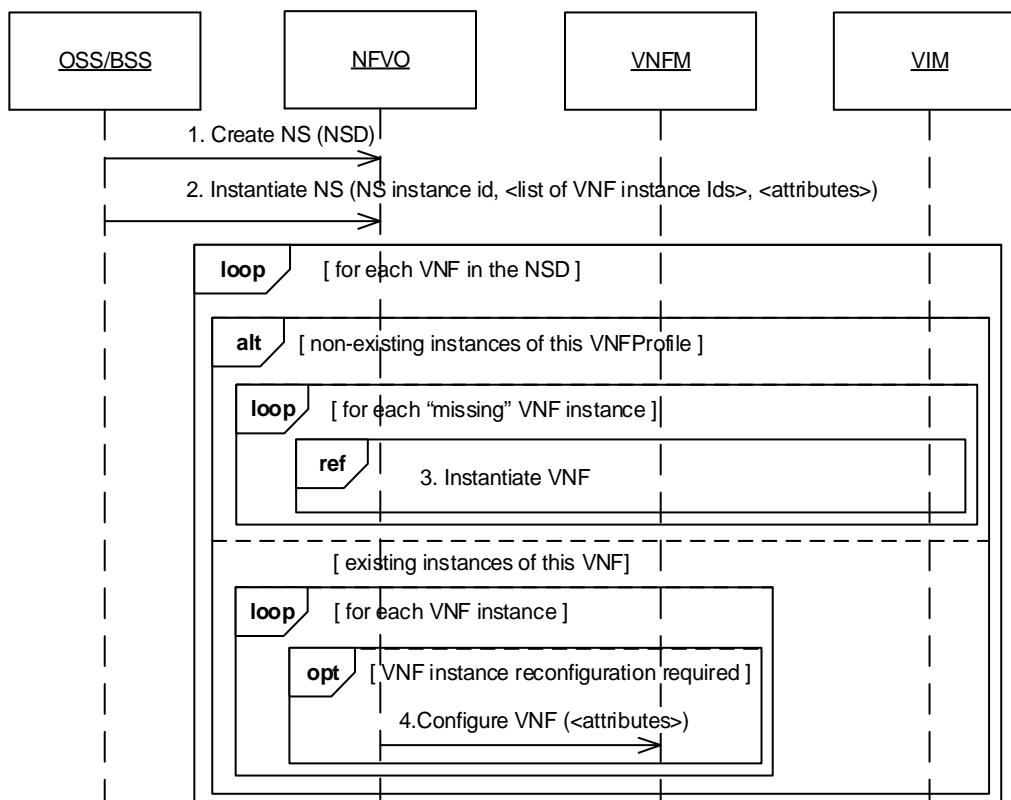 OSS/BSS
NFVO
VNFM
VIM
1. Create NS (NSD)
2. Instantiate NS (NS instance id, <list of VNF instance Ids>, <attributes>)
loop
[ for each VNF in the NSD ]
alt
[ non-existing instances of this VNFProfile ]
loop
[ for each “missing” VNF instance ]
ref
3. Instantiate VNF
[ existing instances of this VNF]
loop
[ for each VNF instance ]
opt
[ VNF instance reconfiguration required ]
4.Configure VNF (<attributes>)